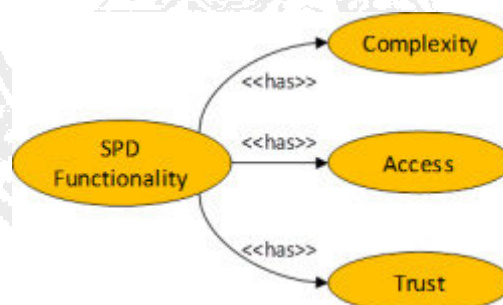 Complexity
<<has>>
SPD
Functionality
<<has>>
Access
<<has>>
Trust